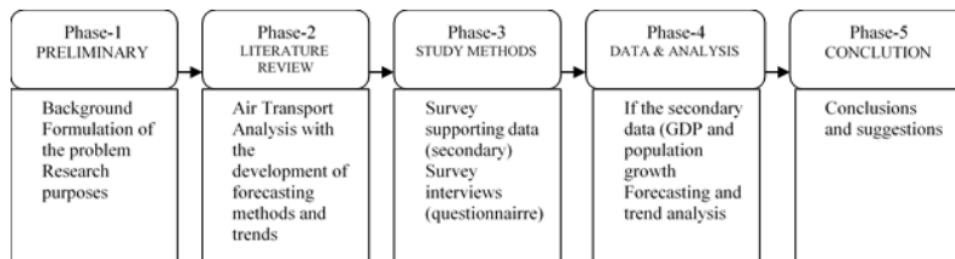 Phase-1
PRELIMINARY
Background
Formulation of
the problem
Research
purposes
Phase-2
LITERATURE
REVIEW
Air Transport
Analysis with
the
development of
forecasting
methods and
trends
Phase-3
STUDY METHODS
Survey
supporting data
(secondary)
Survey
interviews
(questionnairre)
Phase-4
DATA & ANALYSIS
If the secondary
data (GDP and
population
growth
Forecasting and
trend analysis
Phase-5
CONCLUTION
Conclusions
and suggestions